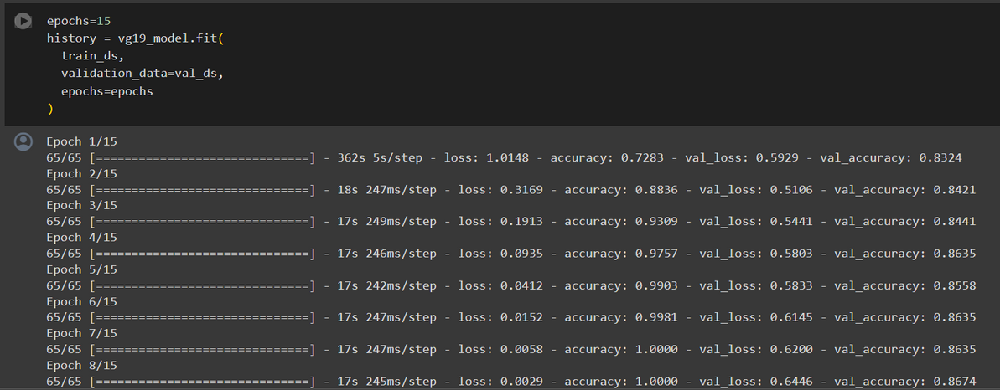 epochs=15
history = vg19_model.fit(
  train_ds,
  validation_data=val_ds,
  epochs=epochs
)
Epoch 1/15
65/65 [==============================] - 362s 5s/step - loss: 1.0148 - accuracy: 0.7283 - val_loss: 0.5929 - val_accuracy: 0.8324
Epoch 2/15
65/65 [==============================] - 18s 247ms/step - loss: 0.3169 - accuracy: 0.8836 - val_loss: 0.5106 - val_accuracy: 0.8421
Epoch 3/15
65/65 [==============================] - 17s 249ms/step - loss: 0.1913 - accuracy: 0.9309 - val_loss: 0.5441 - val_accuracy: 0.8441
Epoch 4/15
65/65 [==============================] - 17s 246ms/step - loss: 0.0935 - accuracy: 0.9757 - val_loss: 0.5803 - val_accuracy: 0.8635
Epoch 5/15
65/65 [==============================] - 17s 242ms/step - loss: 0.0412 - accuracy: 0.9903 - val_loss: 0.5833 - val_accuracy: 0.8558
Epoch 6/15
65/65 [==============================] - 17s 247ms/step - loss: 0.0152 - accuracy: 0.9981 - val_loss: 0.6145 - val_accuracy: 0.8635
Epoch 7/15
65/65 [==============================] - 17s 247ms/step - loss: 0.0058 - accuracy: 1.0000 - val_loss: 0.6200 - val_accuracy: 0.8635
Epoch 8/15
65/65 [==============================] - 17s 245ms/step - loss: 0.0029 - accuracy: 1.0000 - val_loss: 0.6446 - val_accuracy: 0.8674